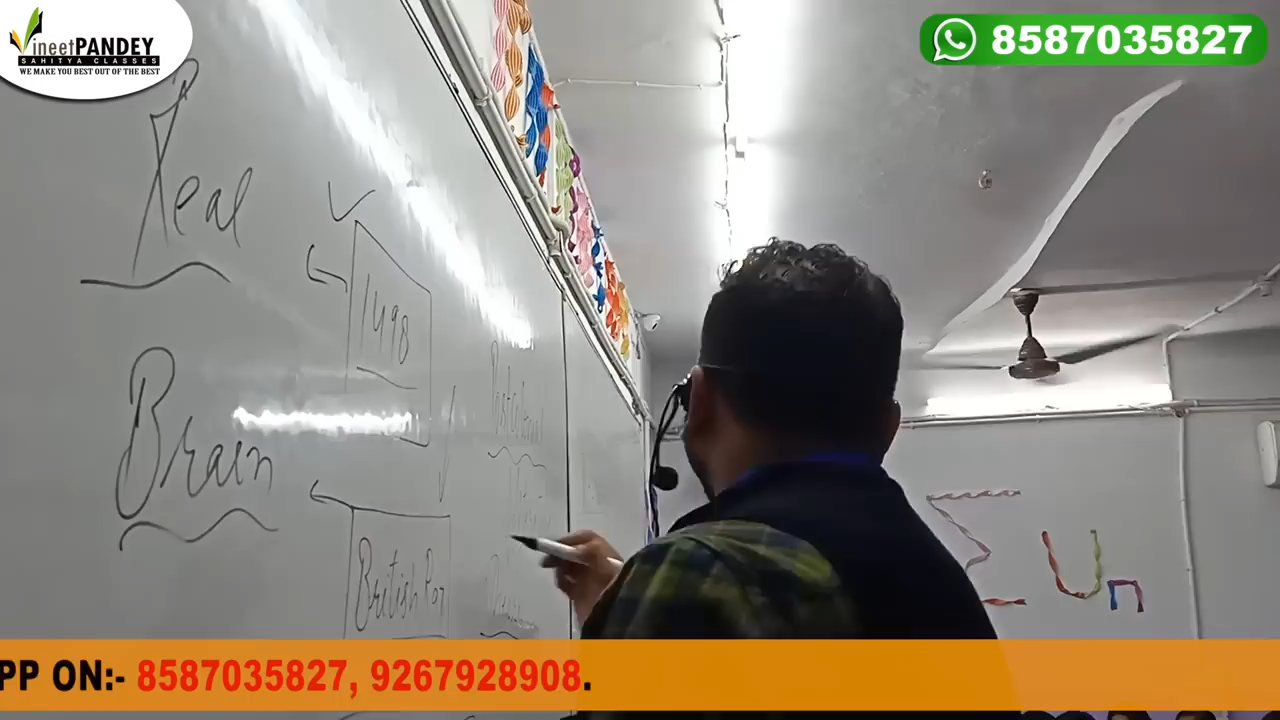 VineetPANDEY
SAHITYA CLASSES
WE MAKE YOU BEST OUT OF THE BEST
8587035827
Real
1498
Brain
British Por
PP ON:- 8587035827, 9267928908.